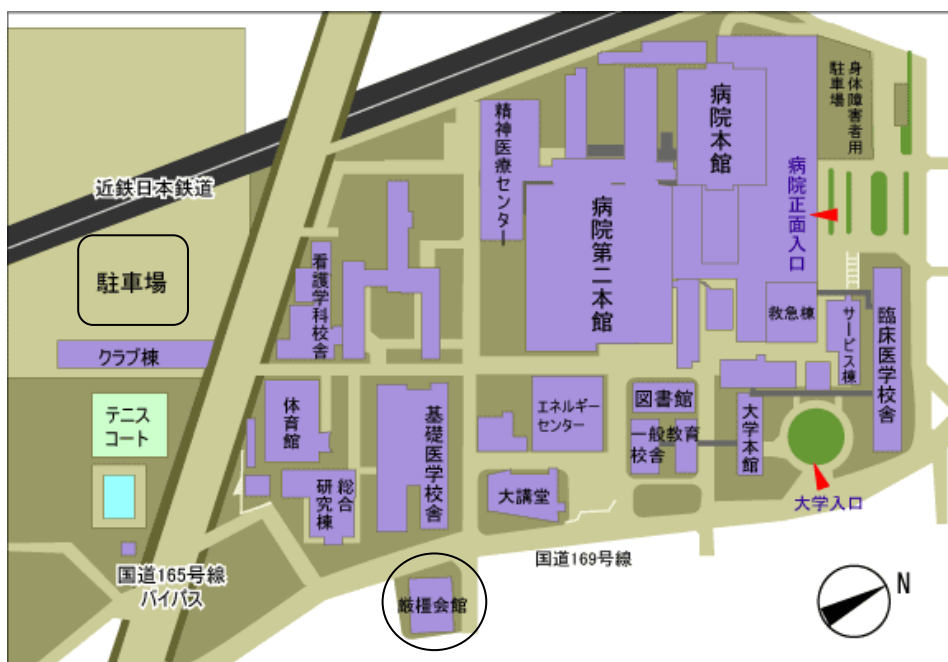 身体障害者用
駐車場
病院本館
精神医療センター
病院正面入口
近鉄日本鉄道
病院第二本館
駐車場
看護学科校舎
救急棟
サービス棟
臨床医学校舎
クラブ棟
テニス
コート
体育館
基礎医学校舎
エネルギー
センター
図書館
一般教育
校舎
大学本館
総合
研究棟
大講堂
大学入口
国道169号線
国道165号線
バイパス
厳橿会館
N